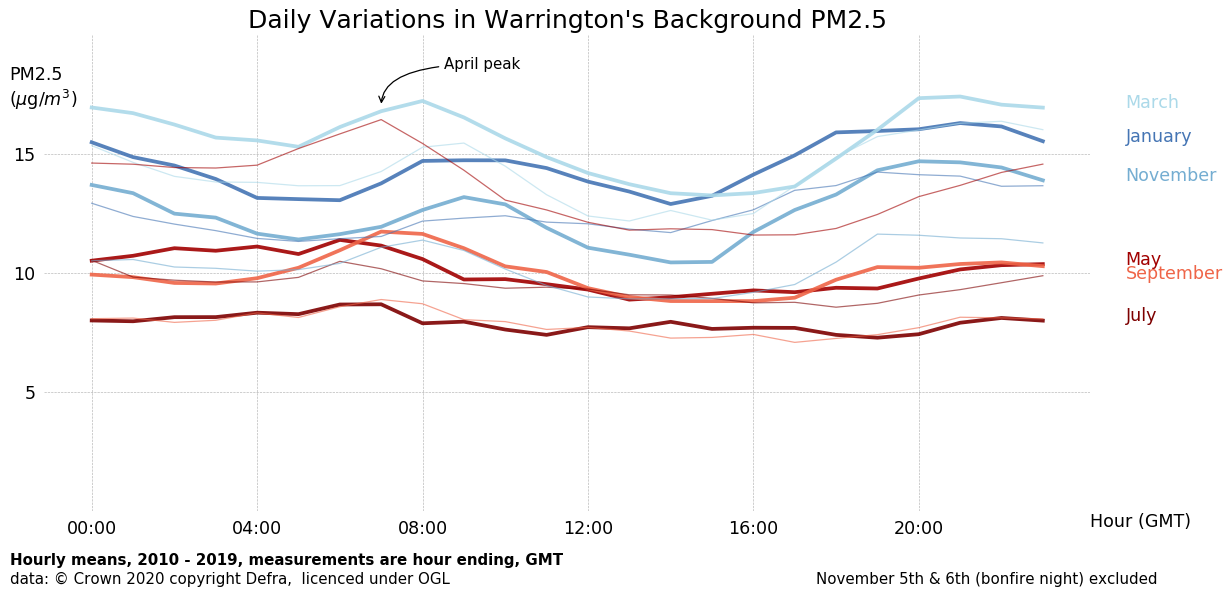 Daily Variations in Warrington's Background PM2.5
PM2.5
(μg/m³)
April peak
March
January
November
May
September
July
15
10
5
00:00 04:00 08:00 12:00 16:00 20:00
Hour (GMT)
Hourly means, 2010 - 2019, measurements are hour ending, GMT
data: © Crown 2020 copyright Defra, licenced under OGL
November 5th & 6th (bonfire night) excluded